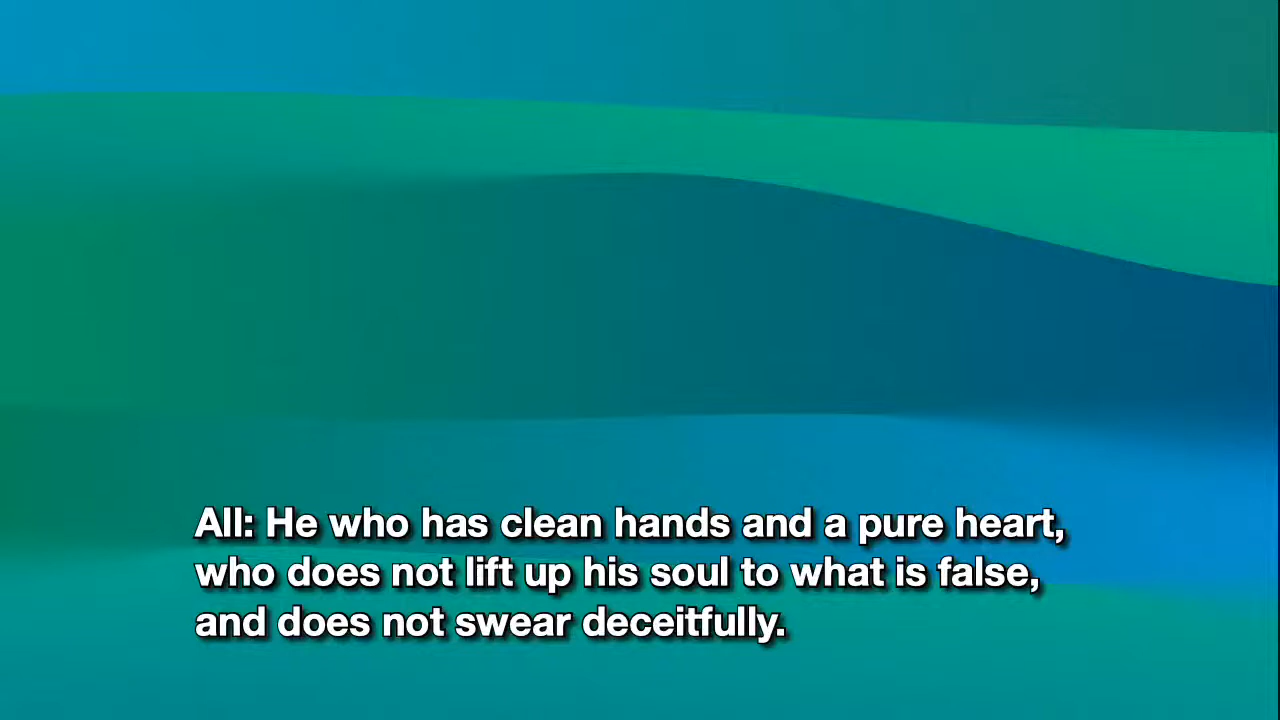 All: He who has clean hands and a pure heart,
who does not lift up his soul to what is false,
and does not swear deceitfully.